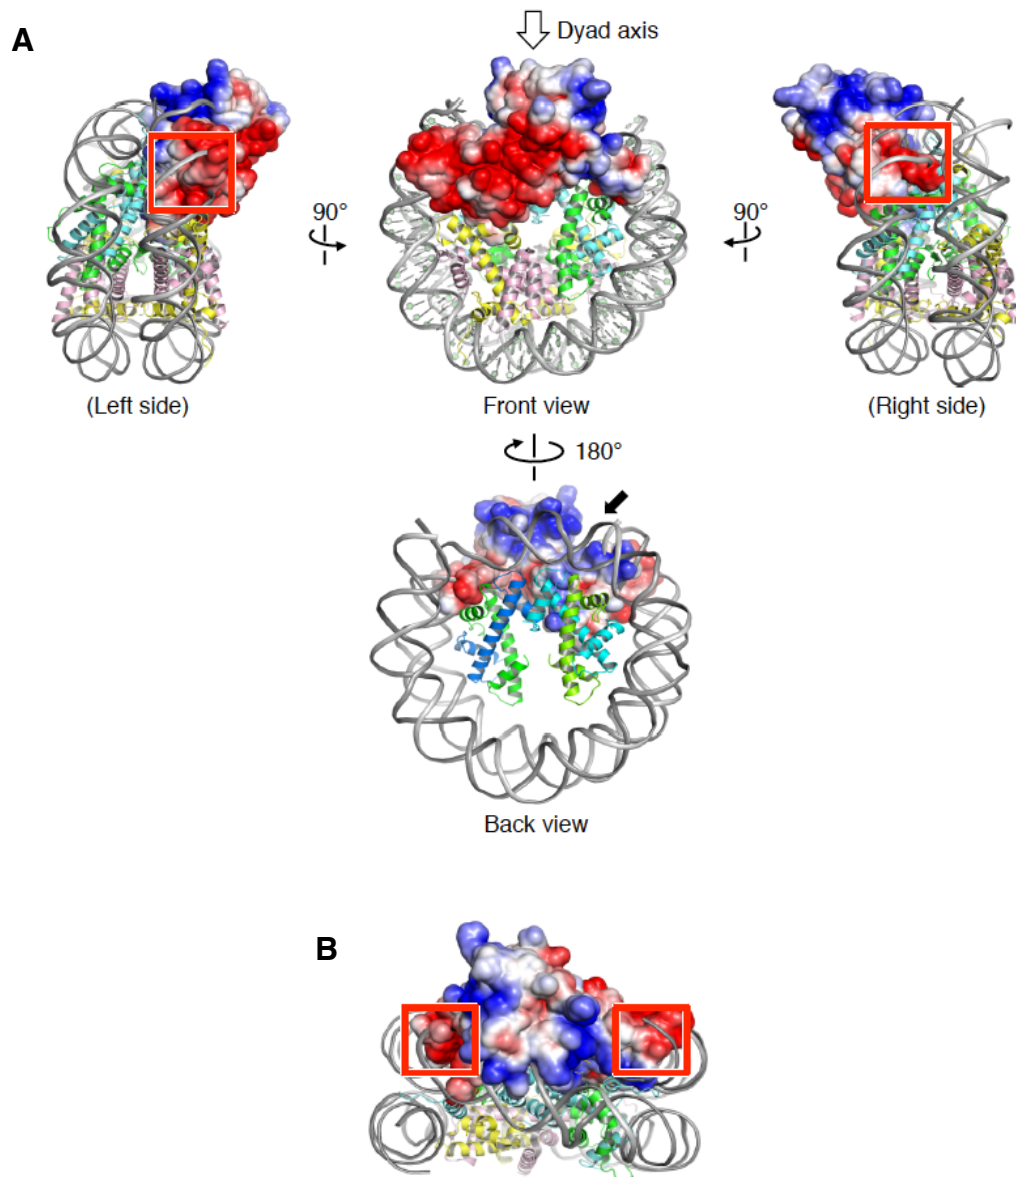 A
Dyad axis
90°
90°
(Left side)
Front view
(Right side)
180°
Back view
B